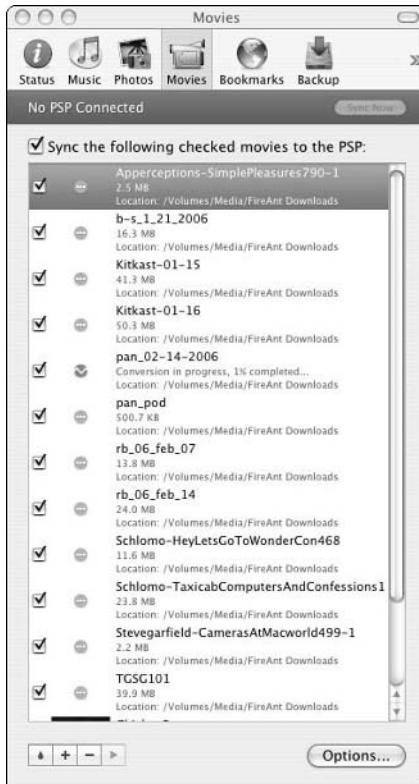 Movies
Status Music Photos Movies Bookmarks Backup »
No PSP Connected Sync Now
Sync the following checked movies to the PSP:
Apperceptions-SimplePleasures790-1
2.5 MB
Location: /Volumes/Media/FireAnt Downloads
b-s_1_21_2006
16.3 MB
Location: /Volumes/Media/FireAnt Downloads
Kitkast-01-15
41.3 MB
Location: /Volumes/Media/FireAnt Downloads
Kitkast-01-16
50.3 MB
Location: /Volumes/Media/FireAnt Downloads
pan_02-14-2006
Conversion in progress, 1% completed...
Location: /Volumes/Media/FireAnt Downloads
pan_pod
500.7 KB
Location: /Volumes/Media/FireAnt Downloads
rb_06_feb_07
13.8 MB
Location: /Volumes/Media/FireAnt Downloads
rb_06_feb_14
24.0 MB
Location: /Volumes/Media/FireAnt Downloads
Schlomo-HeyLetsGoToWonderCon468
11.6 MB
Location: /Volumes/Media/FireAnt Downloads
Schlomo-TaxicabComputersAndConfessions1
23.8 MB
Location: /Volumes/Media/FireAnt Downloads
Stevegarfield-CamerasAtMacworld499-1
2.2 MB
Location: /Volumes/Media/FireAnt Downloads
TGSG101
39.9 MB
Location: /Volumes/Media/FireAnt Downloads
Options...